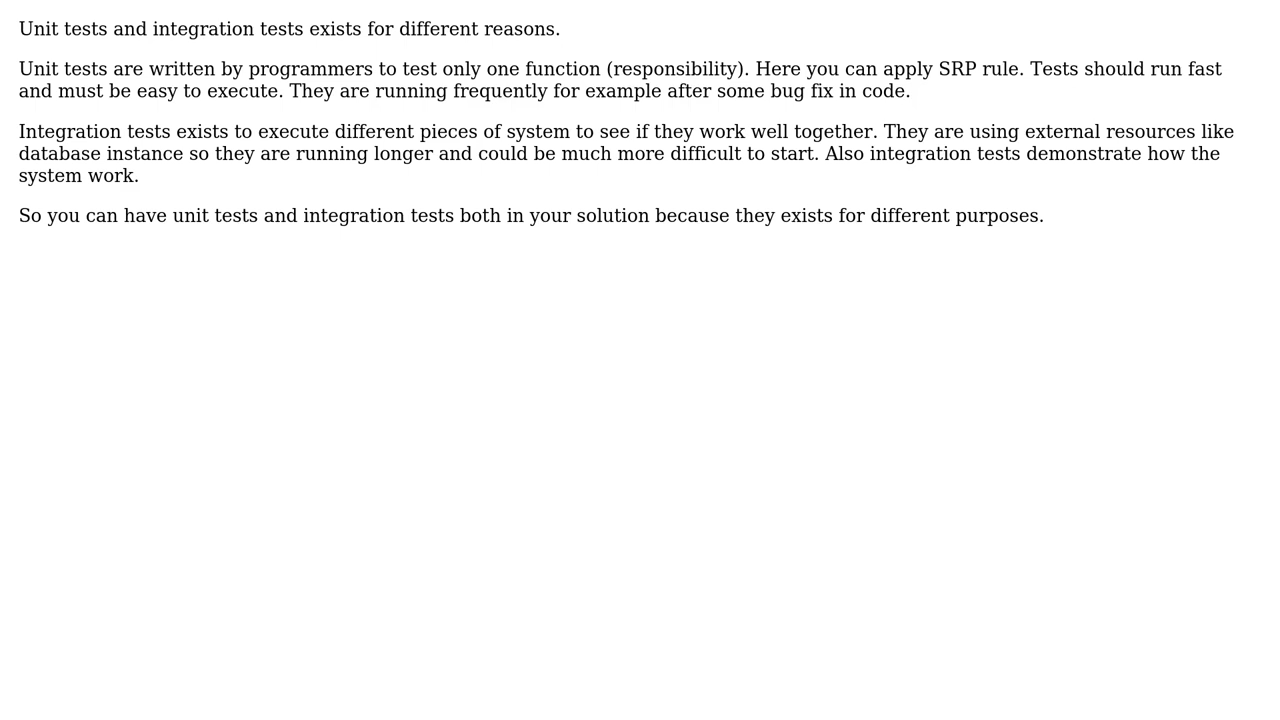 Unit tests and integration tests exists for different reasons.
Unit tests are written by programmers to test only one function (responsibility). Here you can apply SRP rule. Tests should run fast
and must be easy to execute. They are running frequently for example after some bug fix in code.
Integration tests exists to execute different pieces of system to see if they work well together. They are using external resources like
database instance so they are running longer and could be much more difficult to start. Also integration tests demonstrate how the
system work.
So you can have unit tests and integration tests both in your solution because they exists for different purposes.